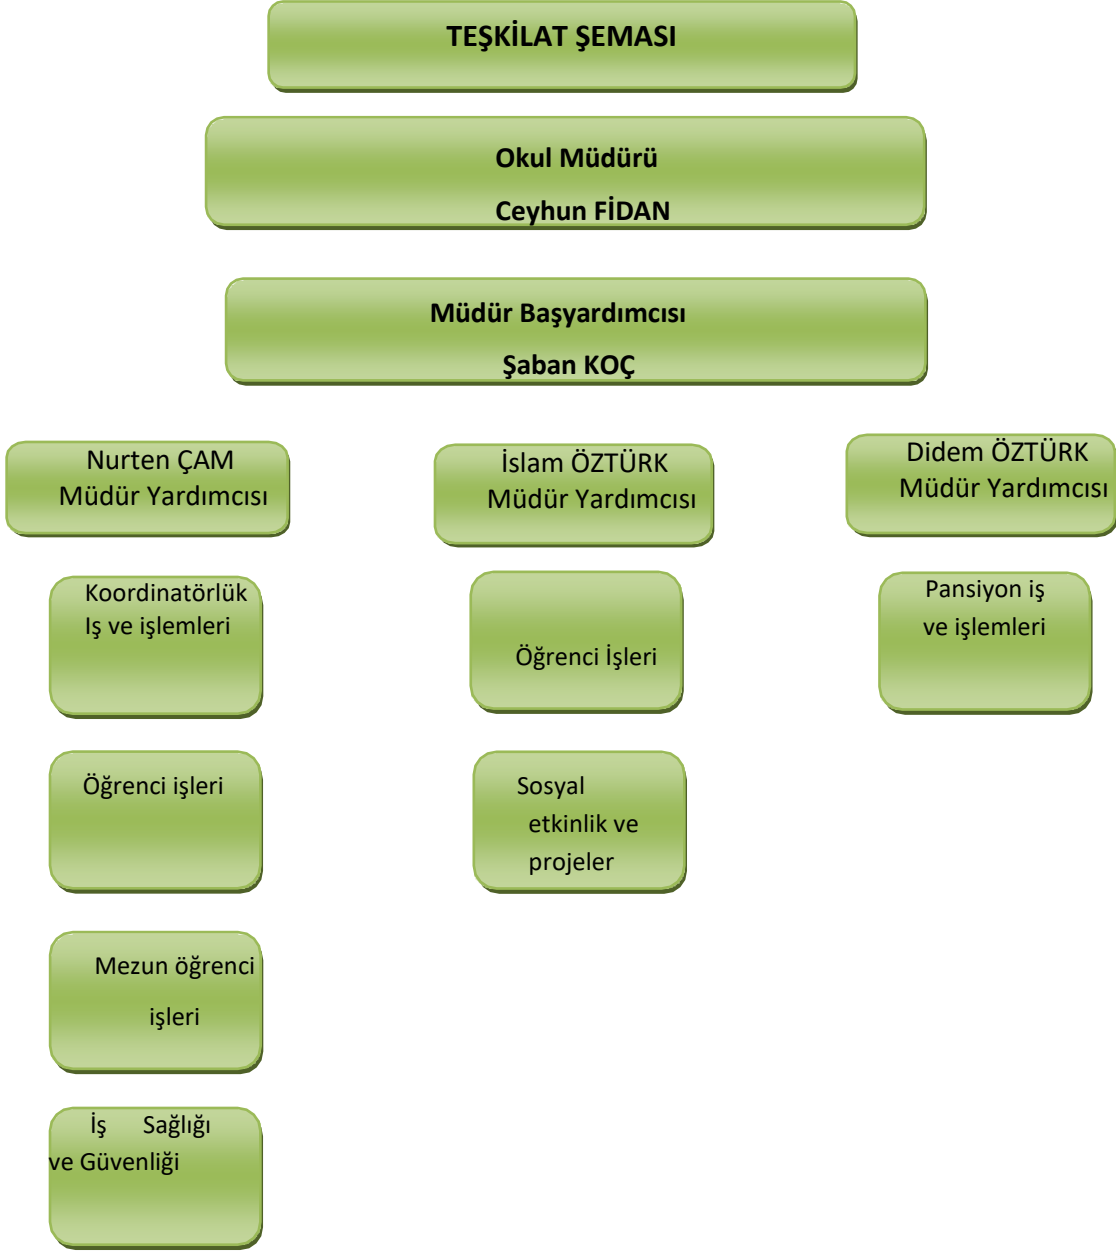 TEŞKİLAT ŞEMASI
Okul Müdürü
Ceyhun FİDAN
Müdür Başyardımcısı
Şaban KOÇ
Nurten ÇAM
Müdür Yardımcısı
İslam ÖZTÜRK
Müdür Yardımcısı
Didem ÖZTÜRK
Müdür Yardımcısı
Koordinatörlük
Iş ve işlemleri
Öğrenci işleri
Mezun öğrenci
işleri
İş Sağlığı
ve Güvenliği
Öğrenci İşleri
Sosyal
etkinlik ve
projeler
Pansiyon iş
ve işlemleri